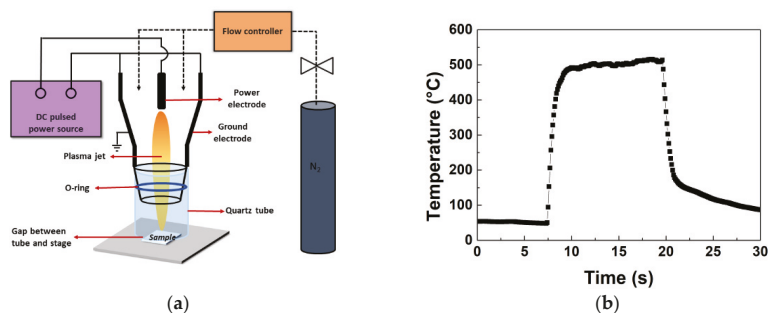 Flow controller
DC pulsed
power source
Power
electrode
Ground
electrode
Plasma jet
O-ring
N2
Quartz tube
Gap between
tube and stage
Sample
(a)
600
500
400
300
200
100
0
Temperature (°C)
0 5 10 15 20 25 30
Time (s)
(b)